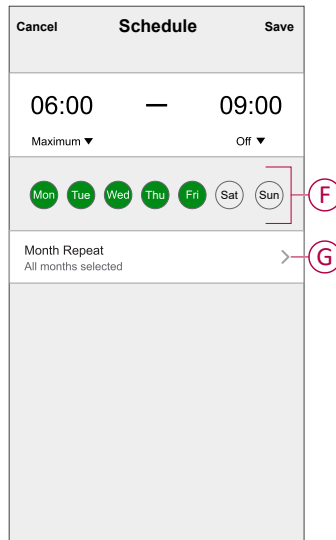 Cancel Schedule Save
06:00 — 09:00
Maximum ▼ Off ▼
Mon Tue Wed Thu Fri Sat Sun F
Month Repeat
All months selected
G